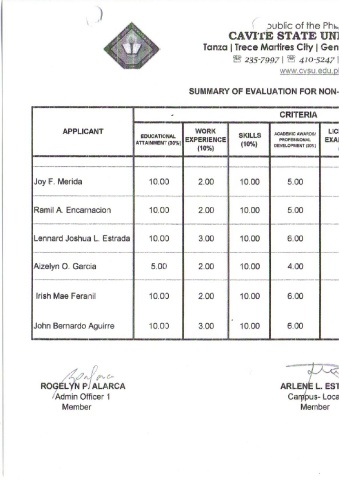 public of the Ph
CAVITE STATE UNI
Tanza | Trece Martires City | Gen
☏ 235-7997 | ☏ 410-5247 |
www.cvsu.edu.p
SUMMARY OF EVALUATION FOR NON-
APPLICANT
CRITERIA
EDUCATIONAL ATTAINMENT (30%)
WORK EXPERIENCE (10%)
SKILLS (10%)
ACADEMIC AWARDS/ PROFESSIONAL DEVELOPMENT
LIC
EXA
Joy F. Merida 10.00 2.00 10.00 5.00
Ramil A. Encarnacion 10.00 2.00 10.00 5.00
Lennard Joshua L. Estrada 10.00 3.00 10.00 6.00
Aizelyn O. Garcia 5.00 2.00 10.00 4.00
Irish Mae Feranil 10.00 2.00 10.00 6.00
John Bernardo Aguirre 10.00 3.00 10.00 6.00
ROGELYN P. ALARCA
Admin Officer 1
Member
ARLENE L. EST
Campus- Loca
Member